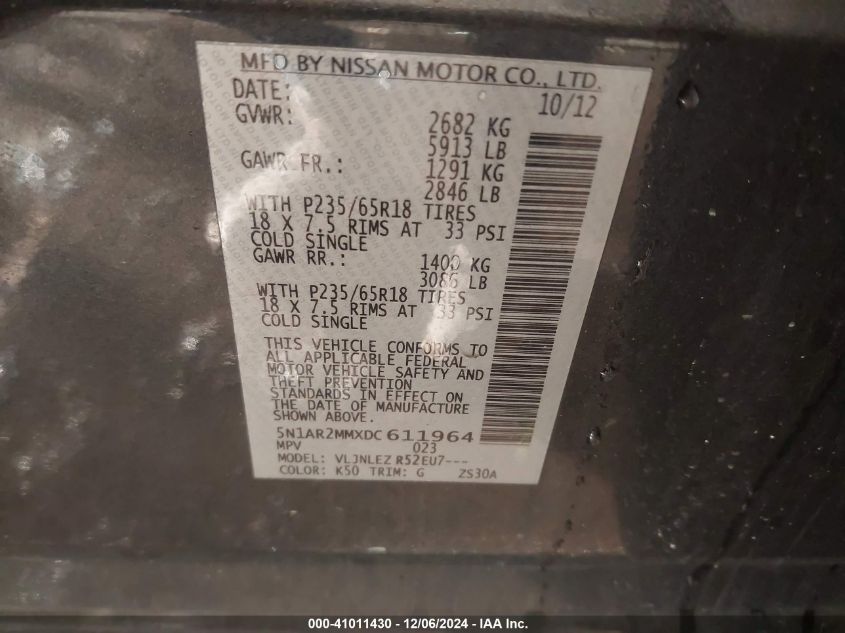 MFD BY NISSAN MOTOR CO., LTD.
DATE: 10/12
GVWR: 2682 KG
5913 LB
GAWR FR.: 1291 KG
2846 LB
WITH P235/65R18 TIRES
18 X 7.5 RIMS AT 33 PSI
COLD SINGLE
GAWR RR.: 1400 KG
3086 LB
WITH P235/65R18 TIRES
18 X 7.5 RIMS AT 33 PSI
COLD SINGLE
THIS VEHICLE CONFORMS TO
ALL APPLICABLE FEDERAL
MOTOR VEHICLE SAFETY AND
THEFT PREVENTION
STANDARDS IN EFFECT ON
THE DATE OF MANUFACTURE
SHOWN ABOVE.
5N1AR2MMXDC611964
MPV 023
MODEL: VLJNLEZ R52EU7---
COLOR: K50 TRIM: G ZS30A
000-41011430 - 12/06/2024 - IAA Inc.